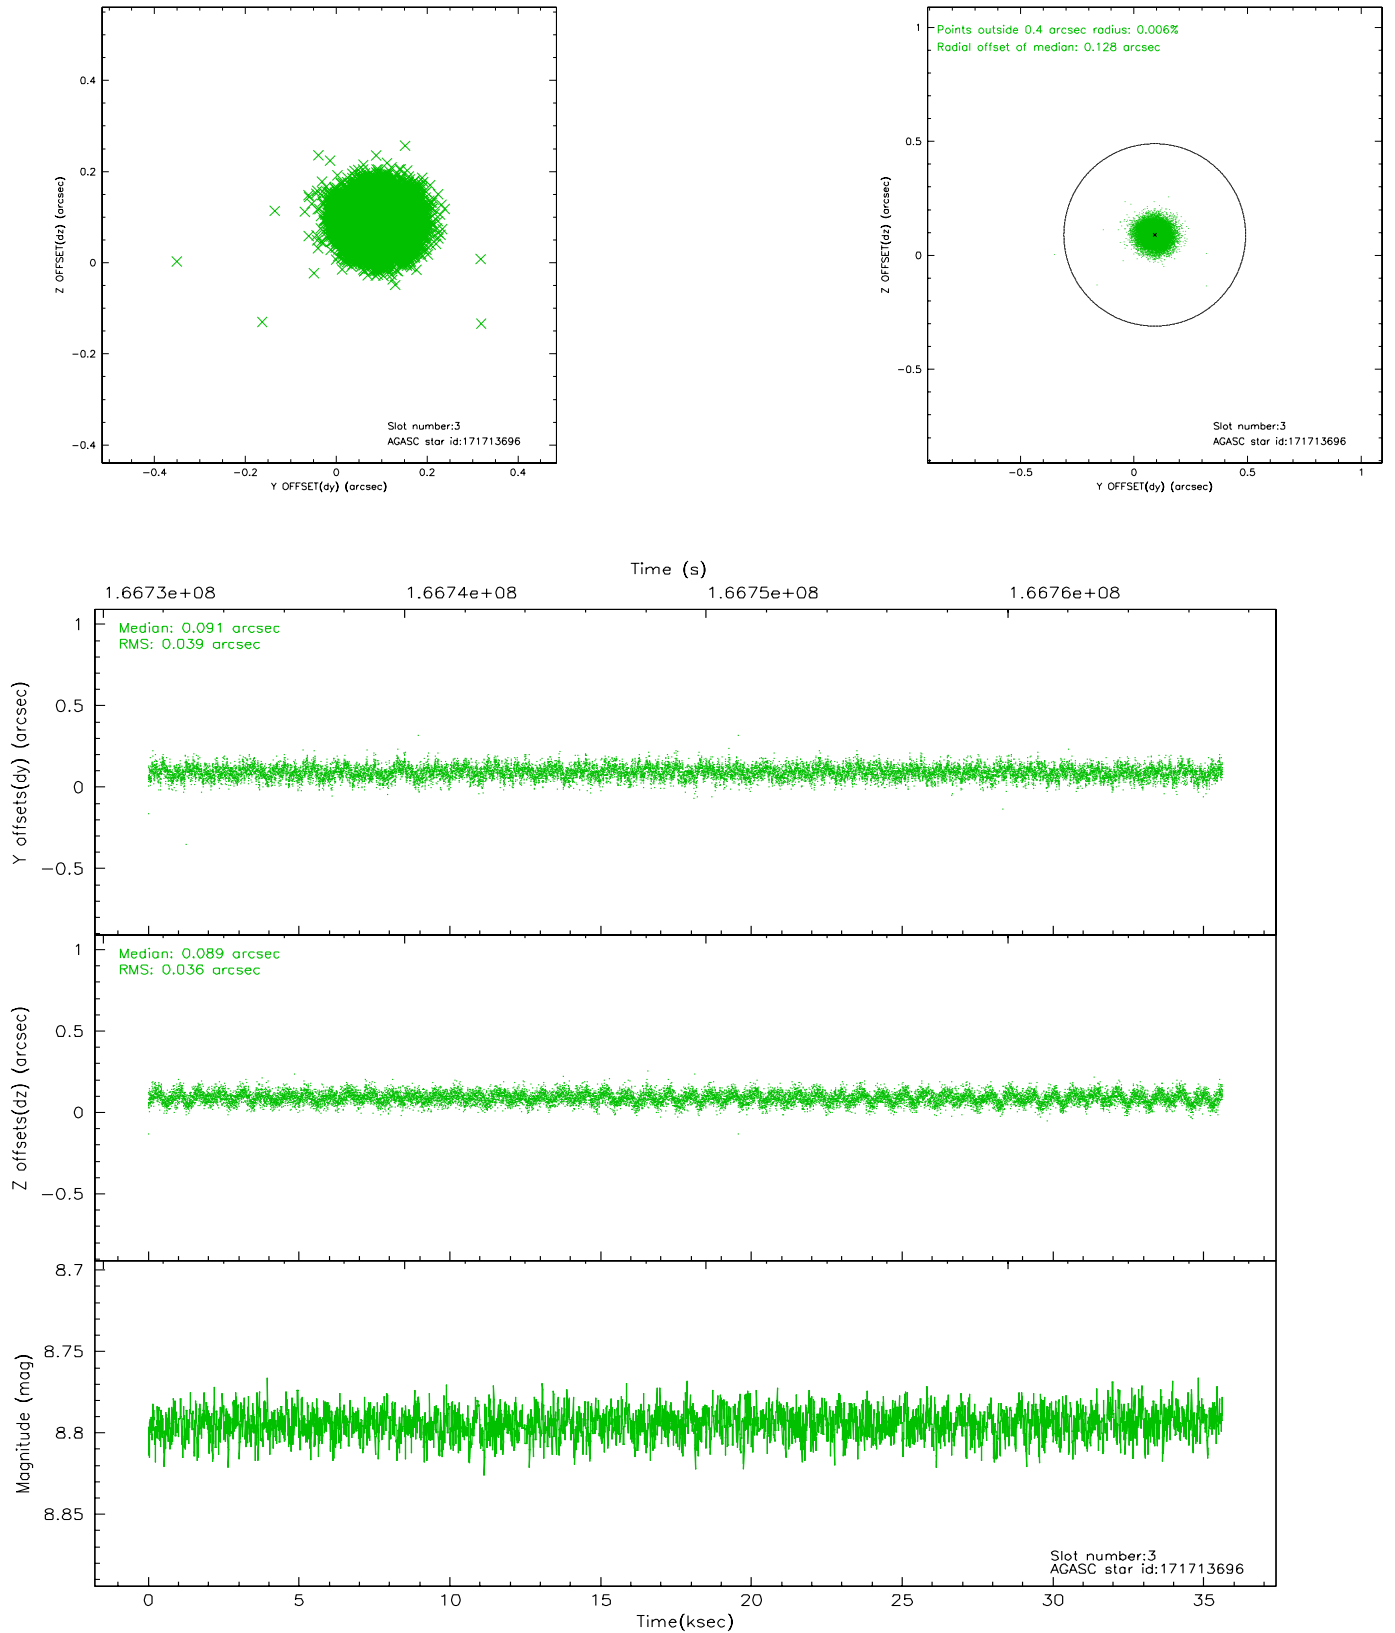 0.4
0.2
0
−0.2
−0.4
Z OFFSET(dz) (arcsec)
Slot number:3
AGASC star id:171713696
−0.4 −0.2 0 0.2 0.4
Y OFFSET(dy) (arcsec)
Points outside 0.4 arcsec radius: 0.006%
Radial offset of median: 0.128 arcsec
1
0.5
0
−0.5
Z OFFSET(dz) (arcsec)
Slot number:3
AGASC star id:171713696
−0.5 0 0.5 1
Y OFFSET(dy) (arcsec)
Time (s)
1.6673e+08 1.6674e+08 1.6675e+08 1.6676e+08
Median: 0.091 arcsec
RMS: 0.039 arcsec
1
0.5
0
−0.5
Y offsets(dy) (arcsec)
Median: 0.089 arcsec
RMS: 0.036 arcsec
1
0.5
0
−0.5
Z offsets(dz) (arcsec)
8.7
8.75
8.8
8.85
Magnitude (mag)
Slot number:3
AGASC star id:171713696
0 5 10 15 20 25 30 35
Time(ksec)